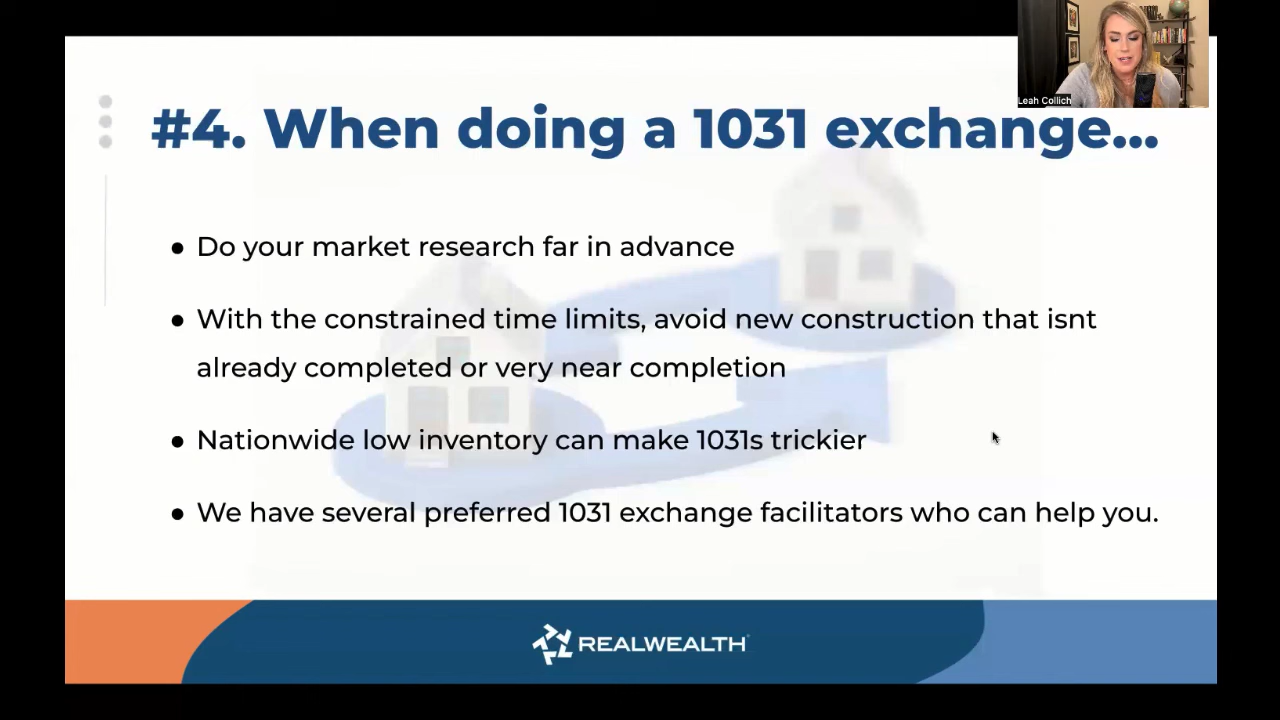 Leah Collich
#4. When doing a 1031 exchange...
● Do your market research far in advance
● With the constrained time limits, avoid new construction that isnt
already completed or very near completion
● Nationwide low inventory can make 1031s trickier
● We have several preferred 1031 exchange facilitators who can help you.
REALWEALTH